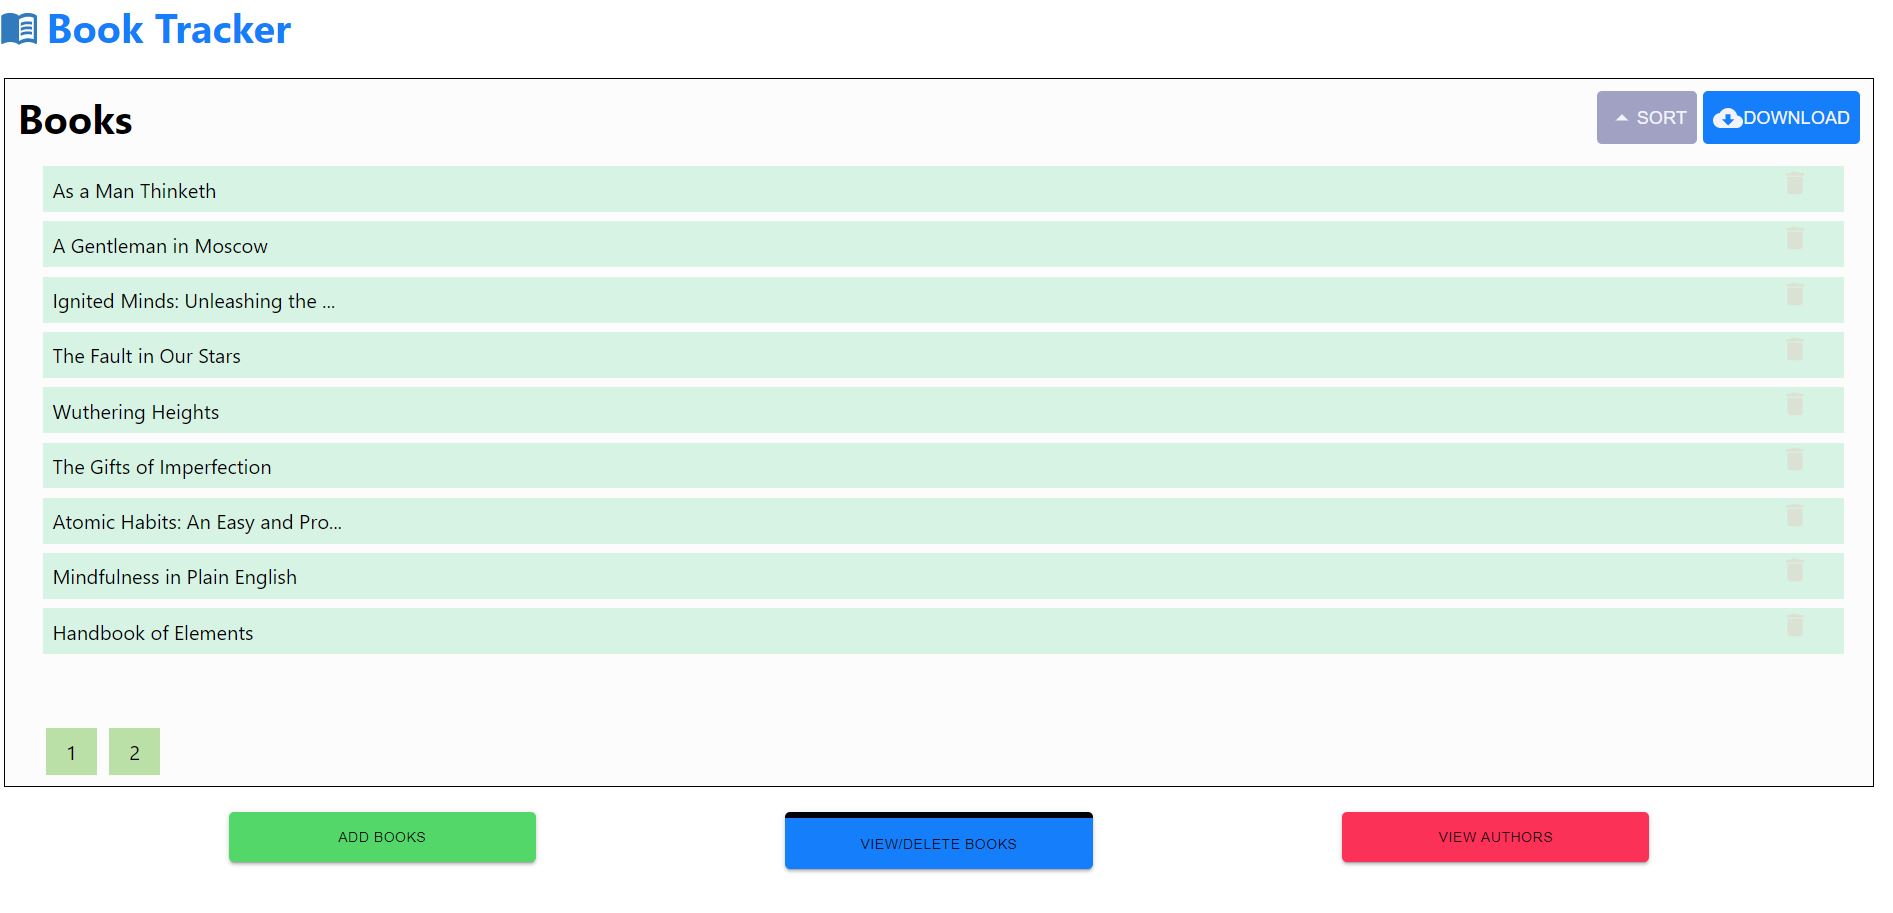 Book Tracker
Books
SORT
DOWNLOAD
As a Man Thinketh
A Gentleman in Moscow
Ignited Minds: Unleashing the ...
The Fault in Our Stars
Wuthering Heights
The Gifts of Imperfection
Atomic Habits: An Easy and Pro...
Mindfulness in Plain English
Handbook of Elements
1 2
ADD BOOKS
VIEW/DELETE BOOKS
VIEW AUTHORS